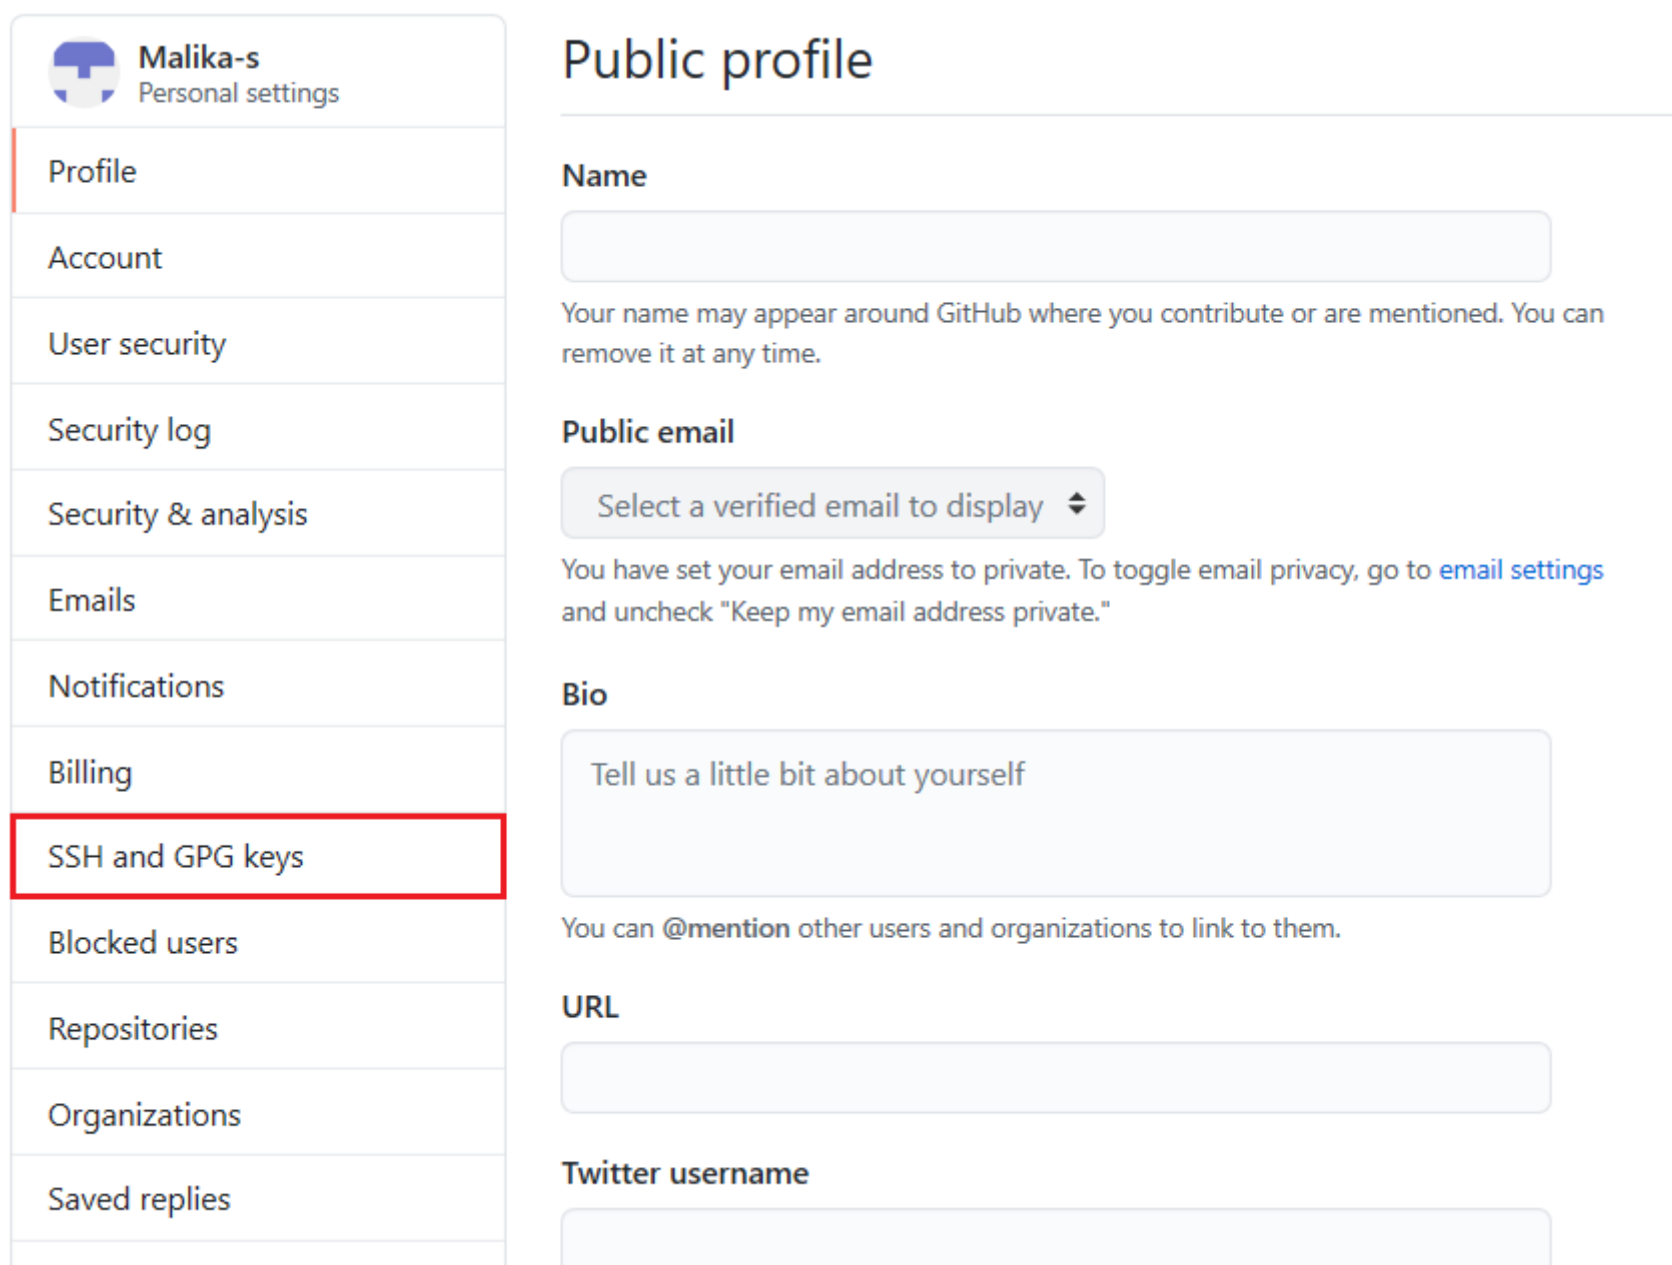 Malika-s
Personal settings
Profile
Account
User security
Security log
Security & analysis
Emails
Notifications
Billing
SSH and GPG keys
Blocked users
Repositories
Organizations
Saved replies
Public profile
Name
Your name may appear around GitHub where you contribute or are mentioned. You can
remove it at any time.
Public email
Select a verified email to display
You have set your email address to private. To toggle email privacy, go to email settings
and uncheck "Keep my email address private."
Bio
Tell us a little bit about yourself
You can @mention other users and organizations to link to them.
URL
Twitter username